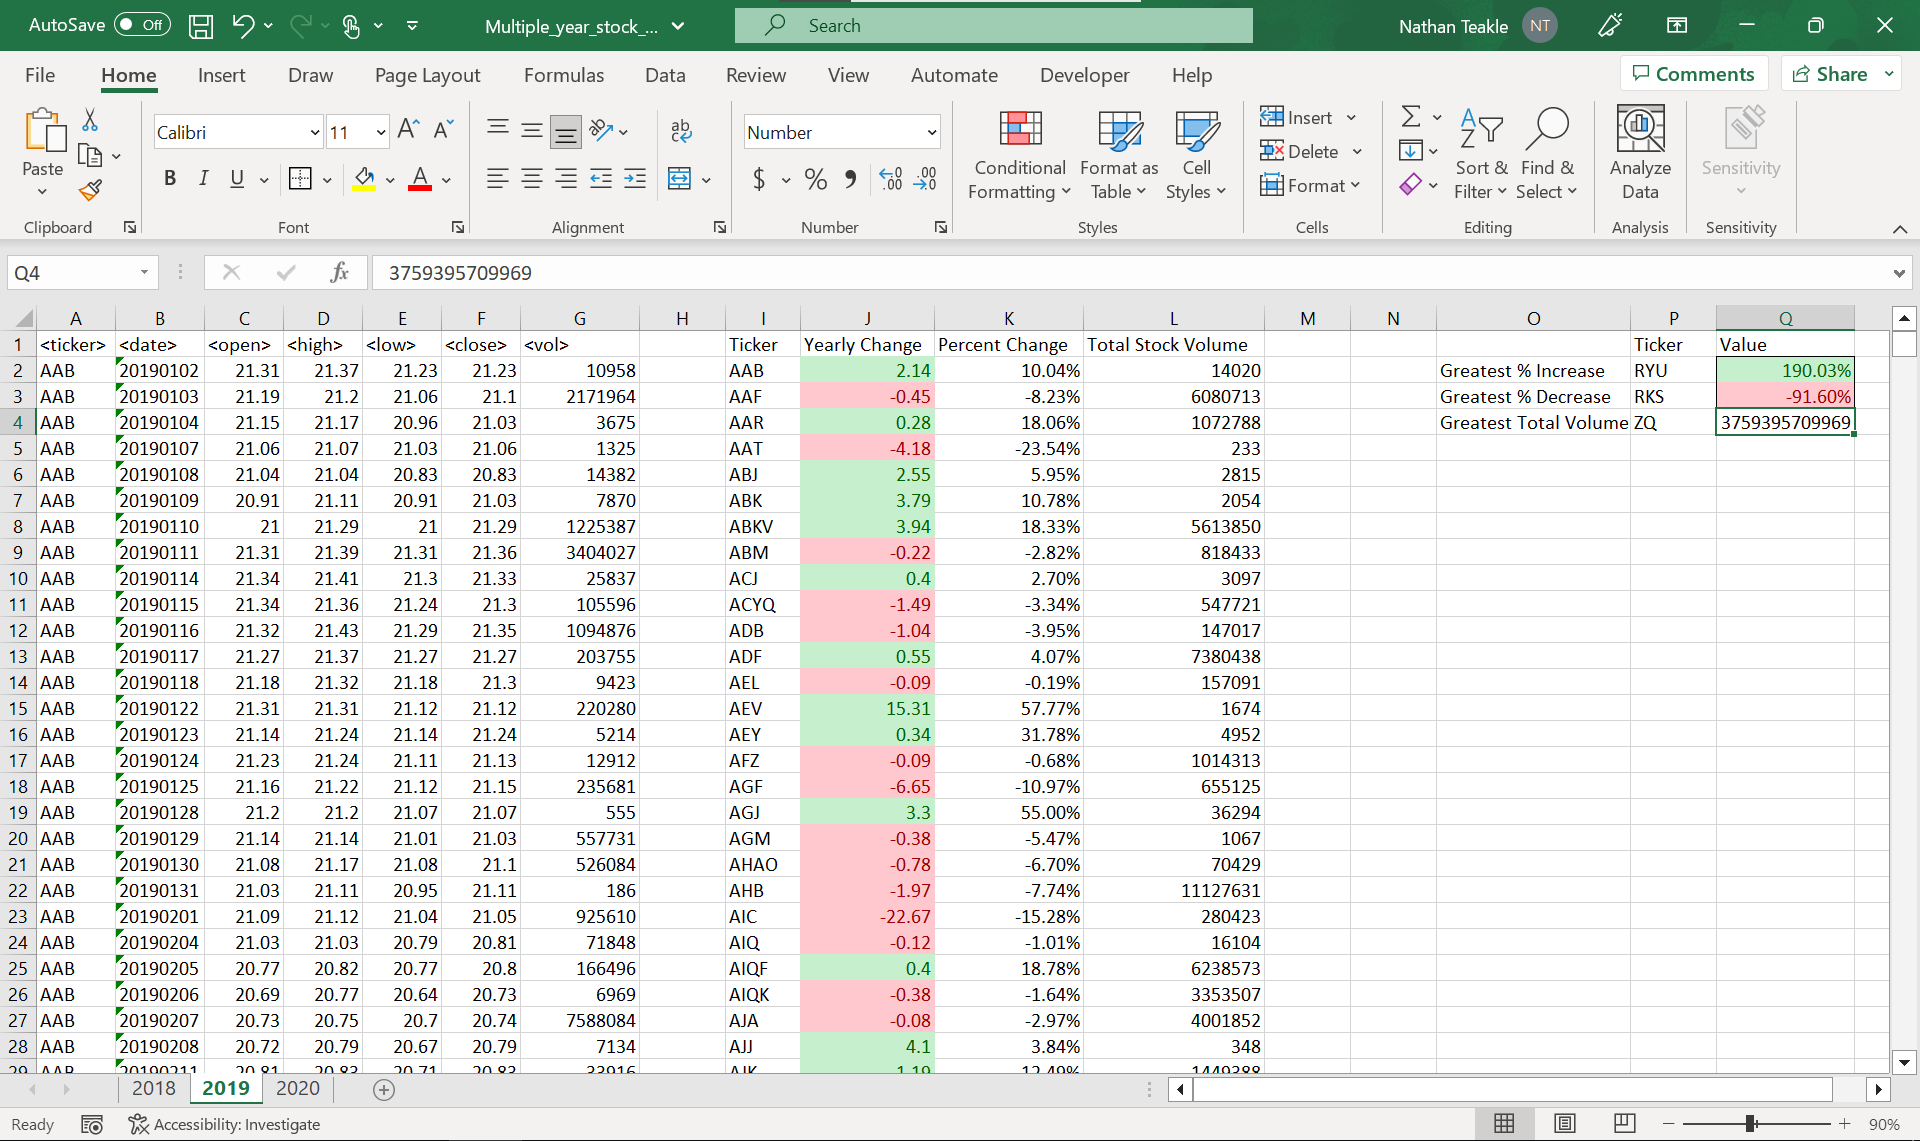 AutoSave Off Multiple_year_stock_... Search Nathan Teakle NT
File Home Insert Draw Page Layout Formulas Data Review View Automate Developer Help Comments Share
Paste Calibri 11 Number Conditional Formatting Format as Table Cell Styles Insert Delete Format Sort & Filter Find & Select Analyze Data Sensitivity
Clipboard Font Alignment Number Styles Cells Editing Analysis Sensitivity
Q4 fx 3759395709969
A B C D E F G H I J K L M N O P Q
1 <ticker> <date> <open> <high> <low> <close> <vol> Ticker Yearly Change Percent Change Total Stock Volume Ticker Value
2 AAB 20190102 21.31 21.37 21.23 21.23 10958 AAB 2.14 10.04% 14020 Greatest % Increase RYU 190.03%
3 AAB 20190103 21.19 21.2 21.06 21.1 2171964 AAF -0.45 -8.23% 6080713 Greatest % Decrease RKS -91.60%
4 AAB 20190104 21.15 21.17 20.96 21.03 3675 AAR 0.28 18.06% 1072788 Greatest Total Volume ZQ 3759395709969
5 AAB 20190107 21.06 21.07 21.03 21.06 1325 AAT -4.18 -23.54% 233
6 AAB 20190108 21.04 21.04 20.83 20.83 14382 ABJ 2.55 5.95% 2815
7 AAB 20190109 20.91 21.11 20.91 21.03 7870 ABK 3.79 10.78% 2054
8 AAB 20190110 21 21.29 21 21.29 1225387 ABKV 3.94 18.33% 5613850
9 AAB 20190111 21.31 21.39 21.31 21.36 3404027 ABM -0.22 -2.82% 818433
10 AAB 20190114 21.34 21.41 21.3 21.33 25837 ACJ 0.4 2.70% 3097
11 AAB 20190115 21.34 21.36 21.24 21.3 105596 ACYQ -1.49 -3.34% 547721
12 AAB 20190116 21.32 21.43 21.29 21.35 1094876 ADB -1.04 -3.95% 147017
13 AAB 20190117 21.27 21.37 21.27 21.27 203755 ADF 0.55 4.07% 7380438
14 AAB 20190118 21.18 21.32 21.18 21.3 9423 AEL -0.09 -0.19% 157091
15 AAB 20190122 21.31 21.31 21.12 21.12 220280 AEV 15.31 57.77% 1674
16 AAB 20190123 21.14 21.24 21.14 21.24 5214 AEY 0.34 31.78% 4952
17 AAB 20190124 21.23 21.24 21.11 21.13 12912 AFZ -0.09 -0.68% 1014313
18 AAB 20190125 21.16 21.22 21.12 21.15 235681 AGF -6.65 -10.97% 655125
19 AAB 20190128 21.2 21.2 21.07 21.07 555 AGJ 3.3 55.00% 36294
20 AAB 20190129 21.14 21.14 21.01 21.03 557731 AGM -0.38 -5.47% 1067
21 AAB 20190130 21.08 21.17 21.08 21.1 526084 AHAO -0.78 -6.70% 70429
22 AAB 20190131 21.03 21.11 20.95 21.11 186 AHB -1.97 -7.74% 11127631
23 AAB 20190201 21.09 21.12 21.04 21.05 925610 AIC -22.67 -15.28% 280423
24 AAB 20190204 21.03 21.03 20.79 20.81 71848 AIQ -0.12 -1.01% 16104
25 AAB 20190205 20.77 20.82 20.77 20.8 166496 AIQF 0.4 18.78% 6238573
26 AAB 20190206 20.69 20.77 20.64 20.73 6969 AIQK -0.38 -1.64% 3353507
27 AAB 20190207 20.73 20.75 20.7 20.74 7588084 AJA -0.08 -2.97% 4001852
28 AAB 20190208 20.72 20.79 20.67 20.79 7134 AJJ 4.1 3.84% 348
29 AAB 20190211 20.81 20.83 20.71 20.83 33916 AJK 1.19 12.49% 1449388
2018 2019 2020
Ready Accessibility: Investigate 90%